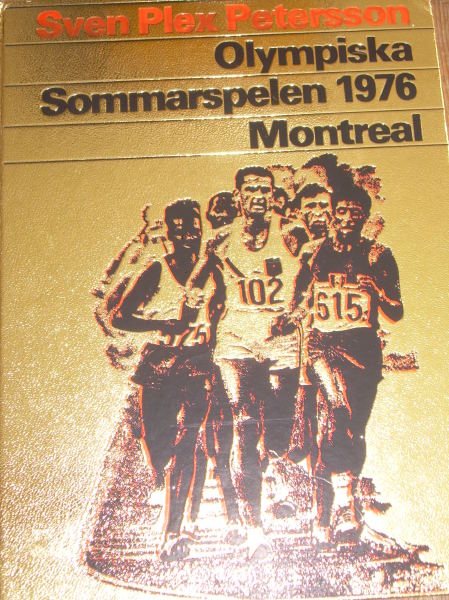 Sven Plex Petersson
Olympiska
Sommarspelen 1976
Montreal
102
515